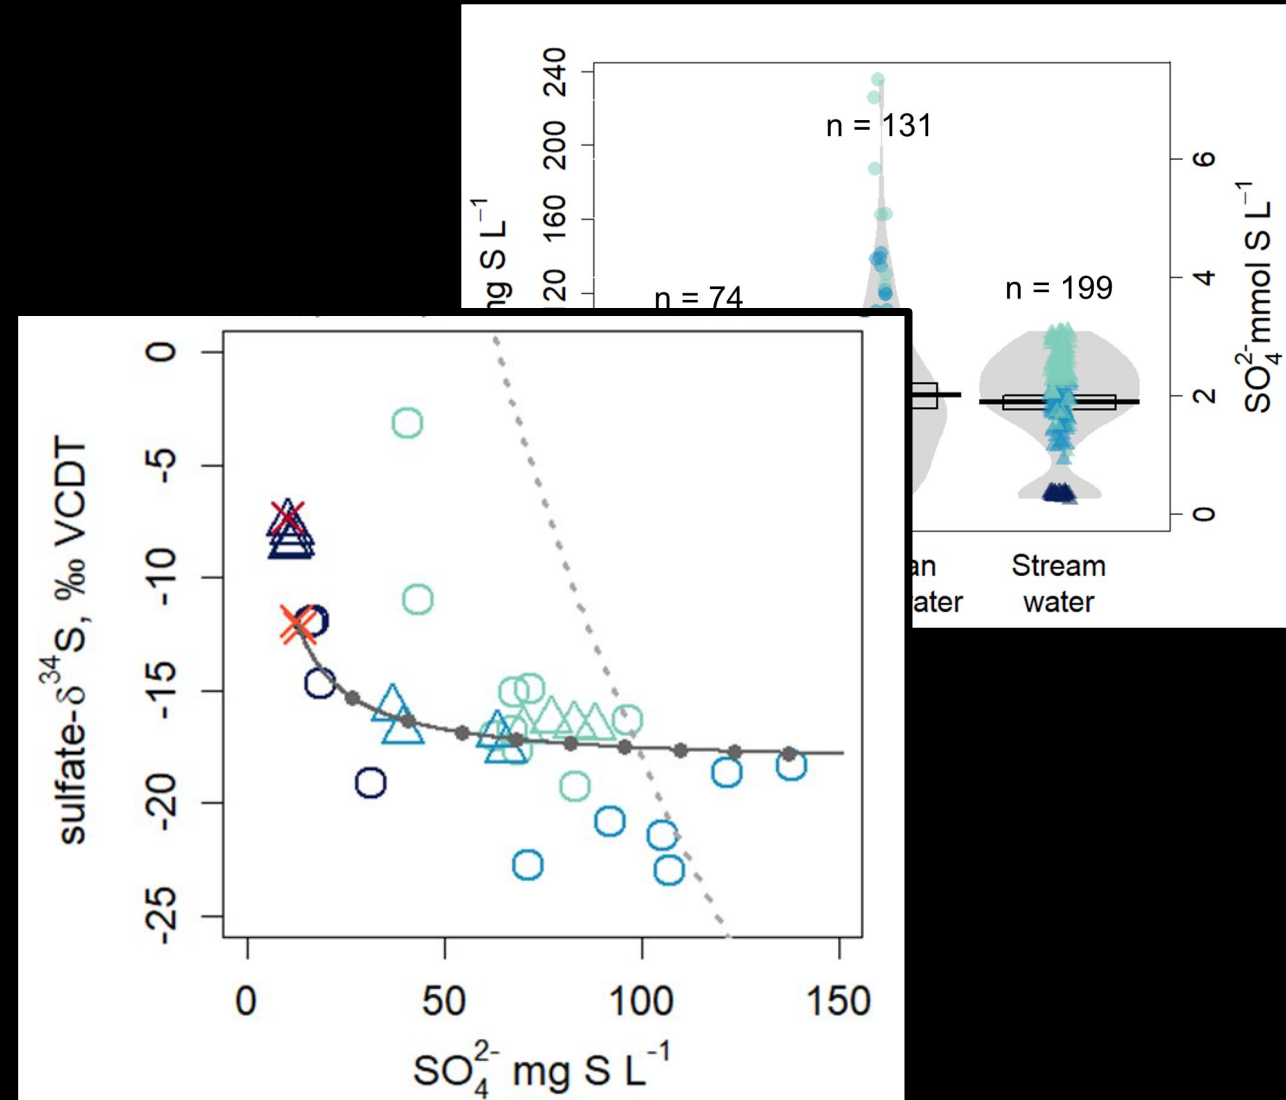 240
200
160
20
n = 131
n = 74
n = 199
ng S L⁻¹
6
4
2
0
SO₄²⁻mmol S L⁻¹
an
ater
Stream
water
0
-5
-10
-15
-20
-25
sulfate-δ³⁴S, ‰ VCDT
0
50
100
150
SO₄²⁻ mg S L⁻¹